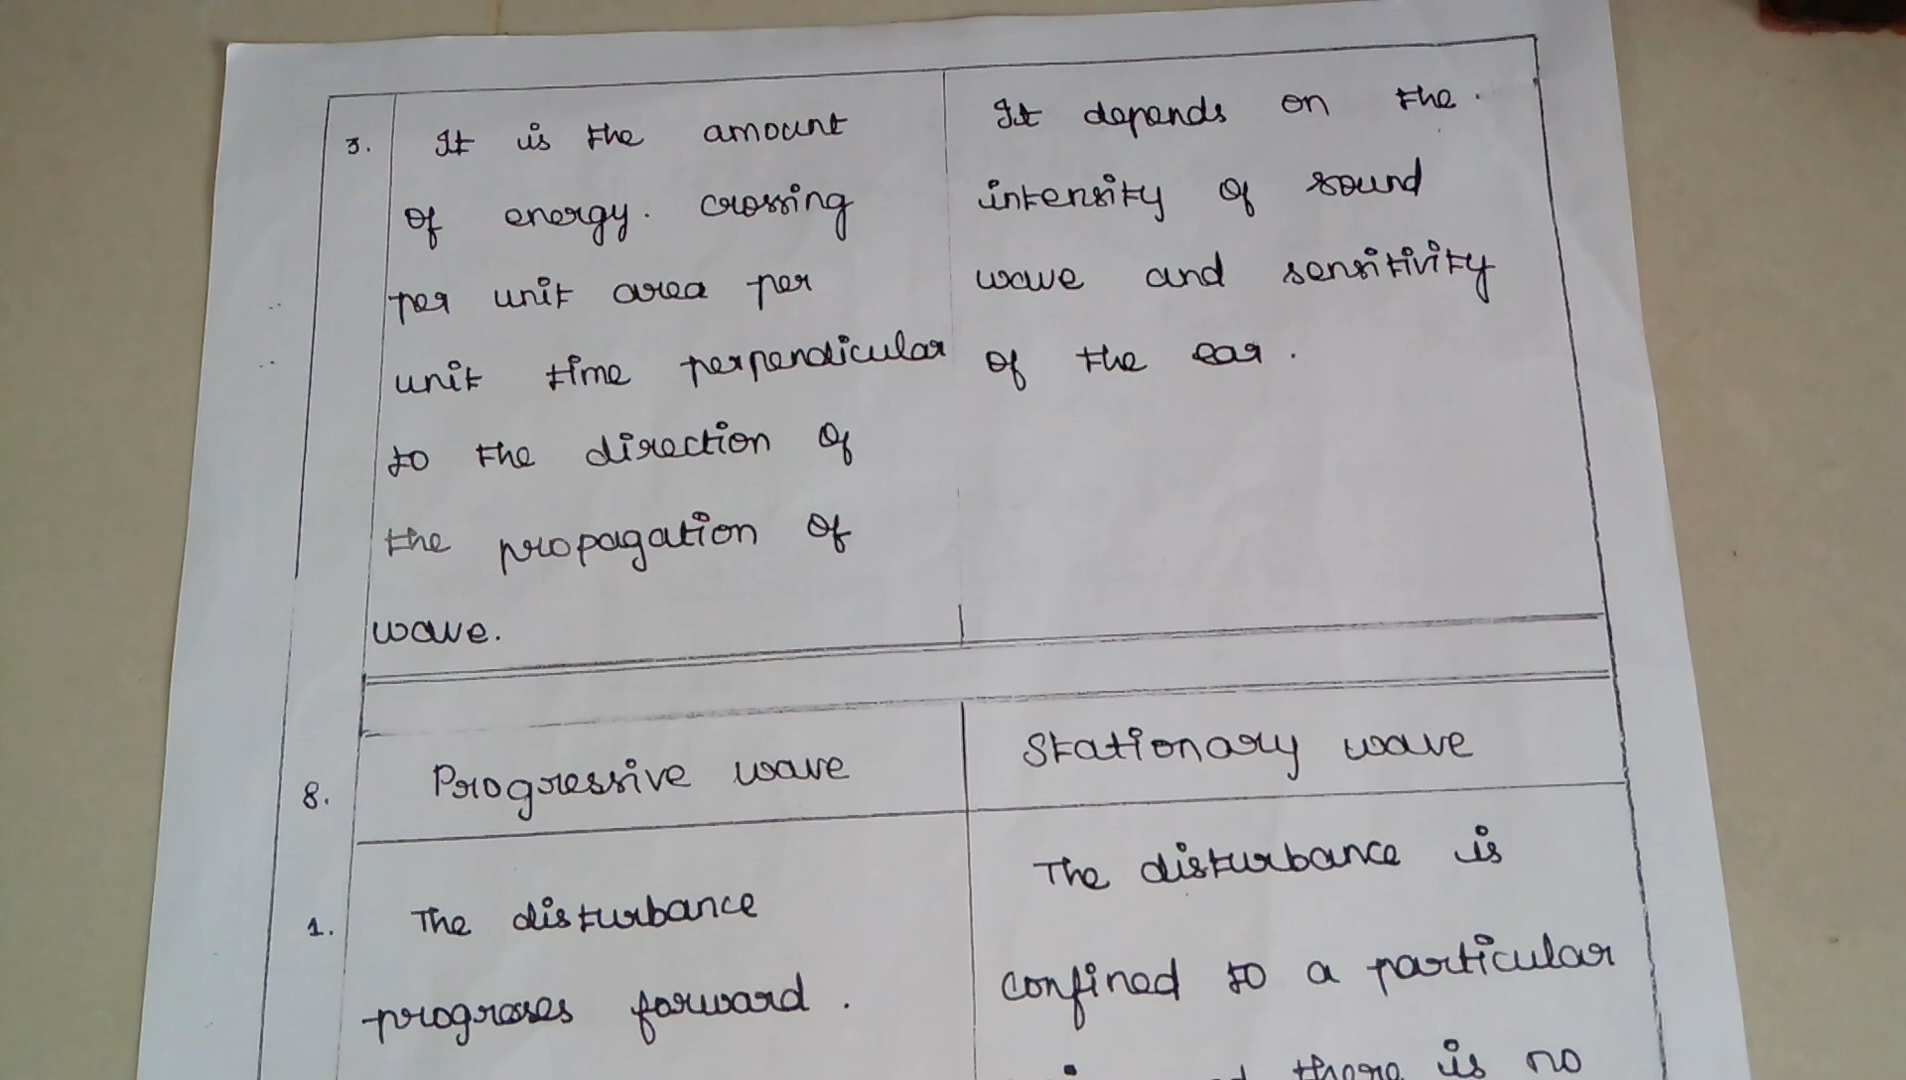 3.
It is the amount
of energy. crossing
per unit area per
unit time perpendicular
to the direction of
the propagation of
wave.
It depends on the.
intensity of sound
wave and sensitivity
of the ear.
8.
Progressive wave
Stationary wave
1.
The disturbance
progreses forward.
The disturbance is
confined to a particular
there is no